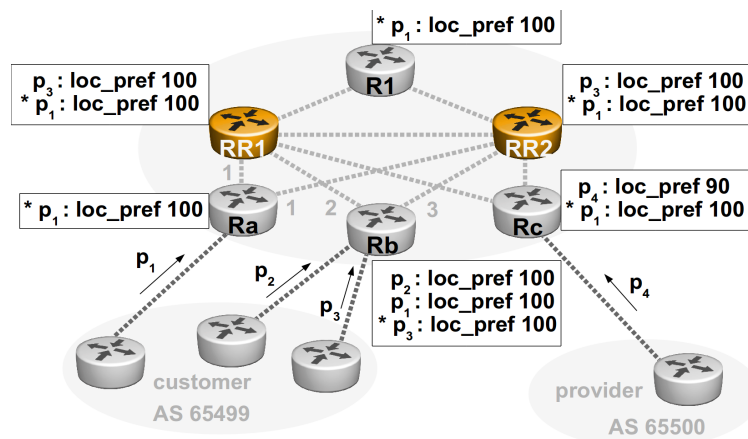 * p1 : loc_pref 100
R1
p3 : loc_pref 100
* p1 : loc_pref 100
p3 : loc_pref 100
* p1 : loc_pref 100
RR1
RR2
1
1
2
3
* p1 : loc_pref 100
Ra
Rb
Rc
p4 : loc_pref 90
* p1 : loc_pref 100
p1
p2
p3
p2 : loc_pref 100
p1 : loc_pref 100
* p3 : loc_pref 100
p4
customer
AS 65499
provider
AS 65500